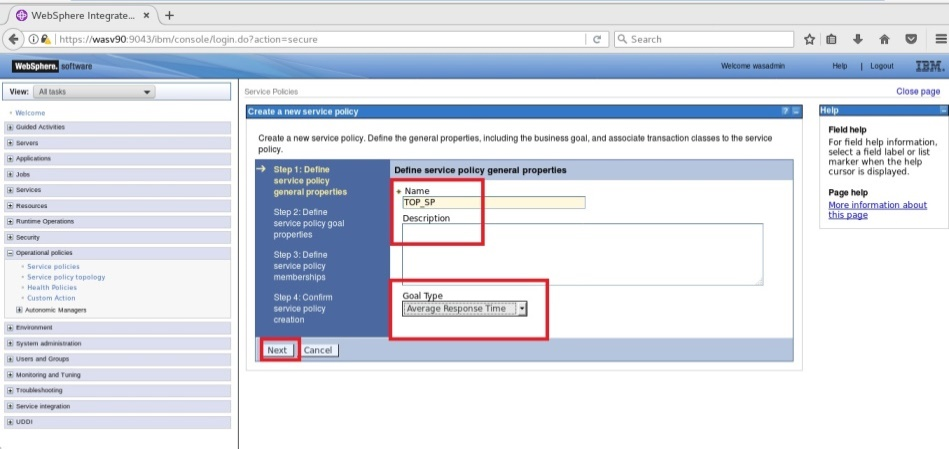 WebSphere Integrate...
https://wasv90:9043/ibm/console/login.do?action=secure
Search
WebSphere. software
Welcome wasadmin
Help | Logout
IBM.
View: All tasks
Welcome
Guided Activities
Servers
Applications
Jobs
Services
Resources
Runtime Operations
Security
Operational policies
Service policies
Service policy topology
Health Policies
Custom Action
Autonomic Managers
Environment
System administration
Users and Groups
Monitoring and Tuning
Troubleshooting
Service integration
UDDI
Service Policies
Close page
Create a new service policy
Create a new service policy. Define the general properties, including the business goal, and associate transaction classes to the service
policy.
Step 1: Define
service policy
general properties
Step 2: Define
service policy goal
properties
Step 3: Define
service policy
memberships
Step 4: Confirm
service policy
creation
Define service policy general properties
Name
TOP_SP
Description
Goal Type
Average Response Time
Next
Cancel
Help
Field help
For field help information,
select a field label or list
marker when the help
cursor is displayed.
Page help
More information about
this page